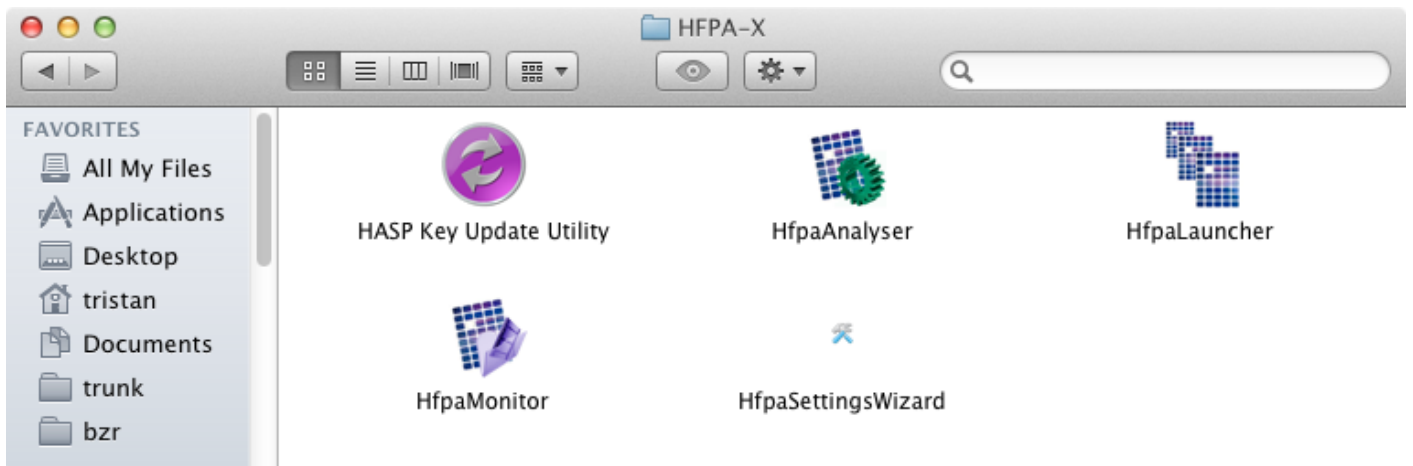 HFPA-X
FAVORITES
All My Files
Applications
Desktop
tristan
Documents
trunk
bzr
HASP Key Update Utility
HfpaAnalyser
HfpaLauncher
HfpaMonitor
HfpaSettingsWizard